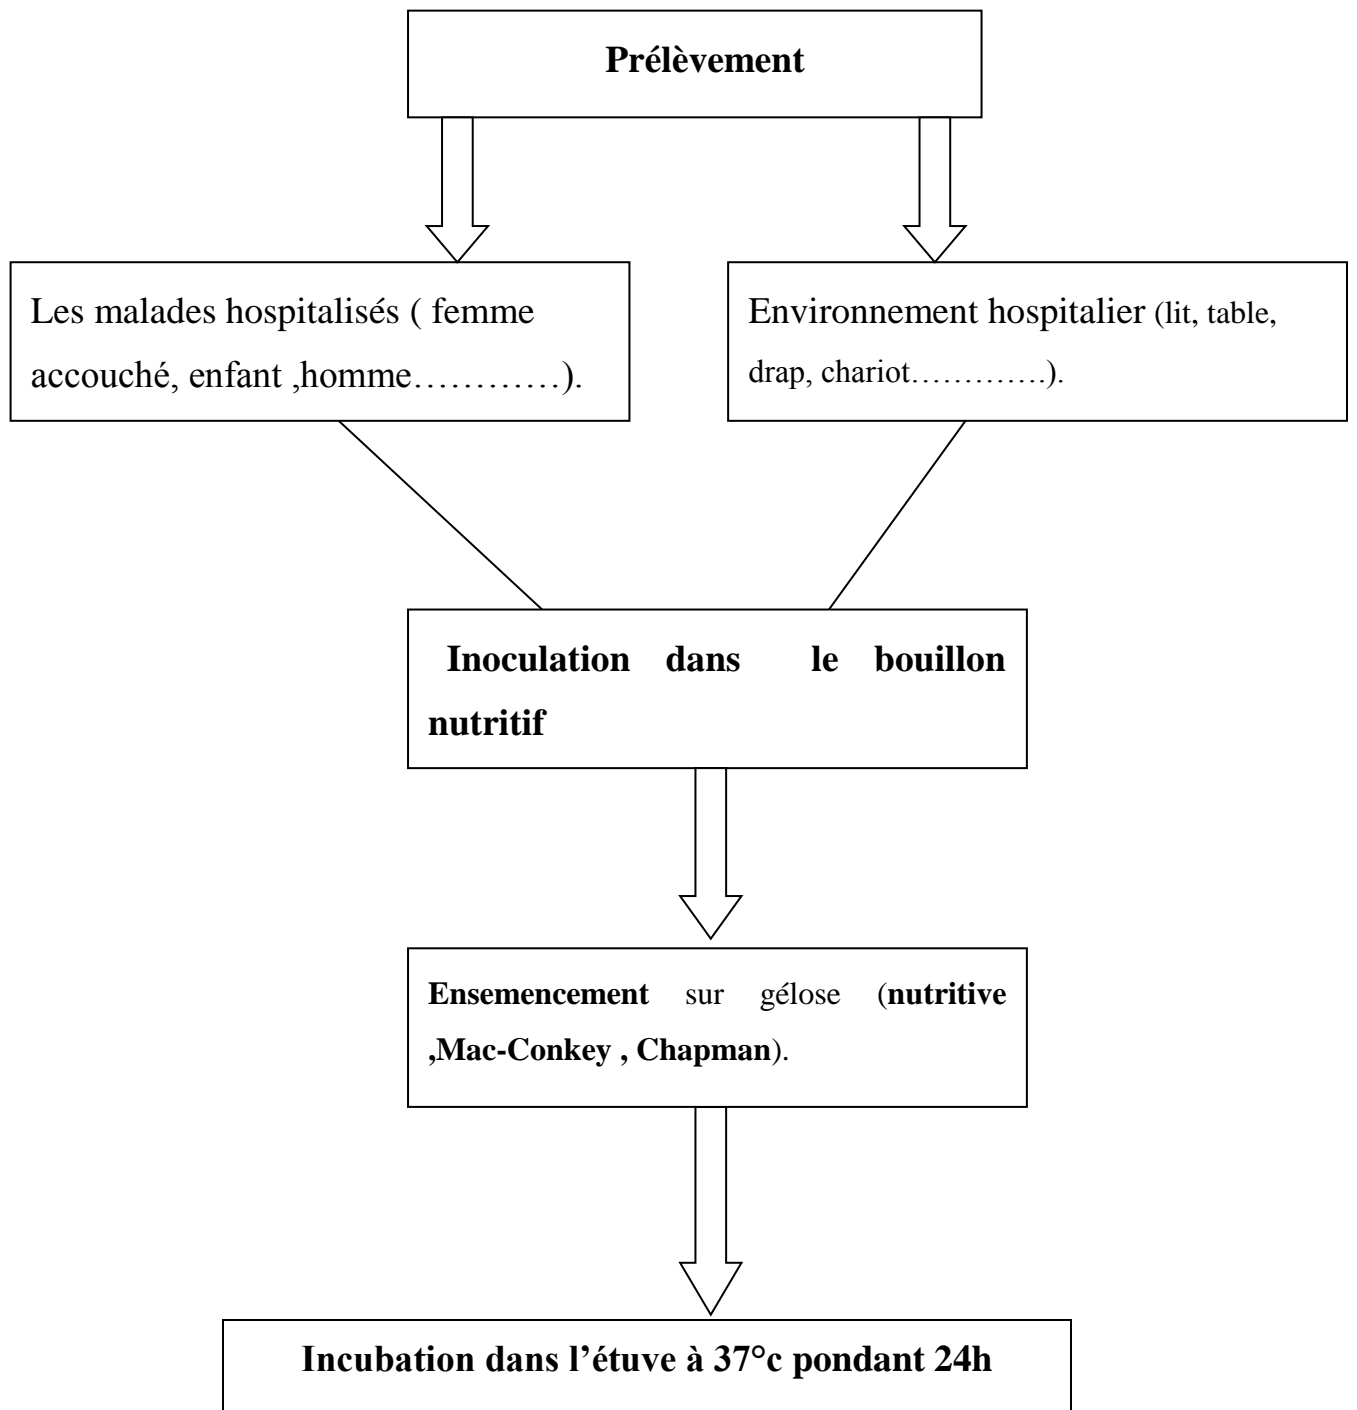 Prélèvement
Les malades hospitalisés ( femme
accouché, enfant ,homme…………).
Environnement hospitalier (lit, table,
drap, chariot………….).
Inoculation dans le bouillon
nutritif
Ensemencement sur gélose (nutritive
,Mac-Conkey , Chapman).
Incubation dans l’étuve à 37°c pondant 24h